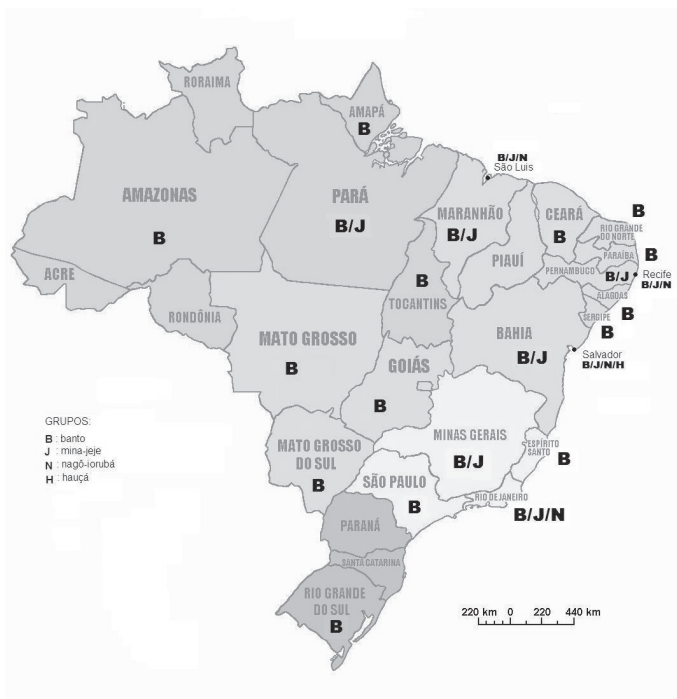 RORAIMA
AMAPÁ
B
B/J/N
São Luis
AMAZONAS
B
PARÁ
B/J
MARANHÃO
B/J
CEARÁ
B
B
RIO GRANDE
DO NORTE
PARAÍBA
B
PIAUÍ
PERNAMBUCO
B/J
Recife
B/J/N
ACRE
RONDÔNIA
B
TOCANTINS
ALAGOAS
B
SERGIPE
B
MATO GROSSO
B
BAHIA
B/J
Salvador
B/J/N/H
GOIÁS
B
GRUPOS:
B : banto
J : mina-jeje
N : nagô-iorubá
H : hauçá
MATO GROSSO
DO SUL
B
MINAS GERAIS
B/J
ESPÍRITO
SANTO
B
SÃO PAULO
B
RIO DE JANEIRO
B/J/N
PARANÁ
SANTA CATARINA
RIO GRANDE
DO SUL
B
220 km 0 220 440 km